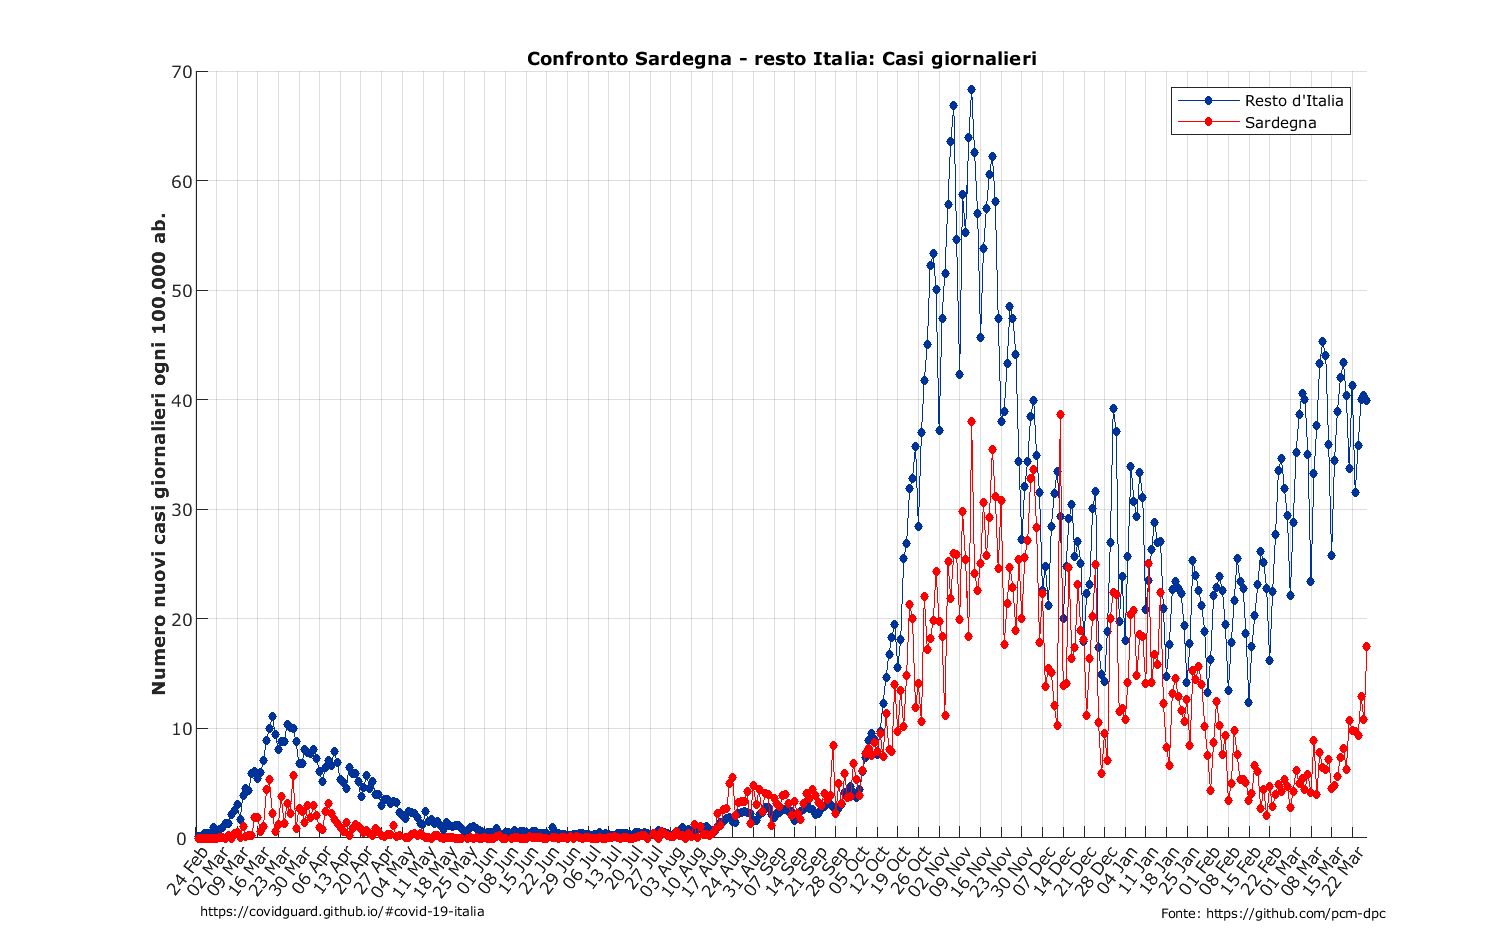 Confronto Sardegna - resto Italia: Casi giornalieri
Resto d'Italia
Sardegna
Numero nuovi casi giornalieri ogni 100.000 ab.
70
60
50
40
30
20
10
0
24 Feb
02 Mar
09 Mar
16 Mar
23 Mar
30 Mar
06 Apr
13 Apr
20 Apr
27 Apr
04 May
11 May
18 May
25 May
01 Jun
08 Jun
15 Jun
22 Jun
29 Jun
06 Jul
13 Jul
20 Jul
27 Jul
03 Aug
10 Aug
17 Aug
24 Aug
31 Aug
07 Sep
14 Sep
21 Sep
28 Sep
05 Oct
12 Oct
19 Oct
26 Oct
02 Nov
09 Nov
16 Nov
23 Nov
30 Nov
07 Dec
14 Dec
21 Dec
28 Dec
04 Jan
11 Jan
18 Jan
25 Jan
01 Feb
08 Feb
15 Feb
22 Feb
01 Mar
08 Mar
15 Mar
22 Mar
https://covidguard.github.io/#covid-19-italia
Fonte: https://github.com/pcm-dpc